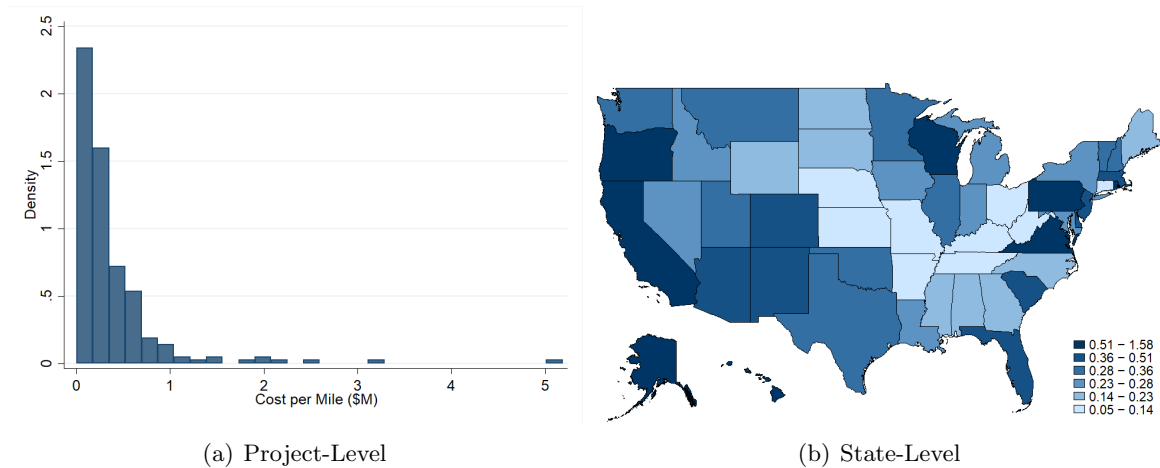 2.5
2
1.5
1
.5
0
Density
0
1
2
3
4
5
Cost per Mile ($M)
0.51 – 1.58
0.36 – 0.51
0.28 – 0.36
0.23 – 0.28
0.14 – 0.23
0.05 – 0.14
(a) Project-Level
(b) State-Level